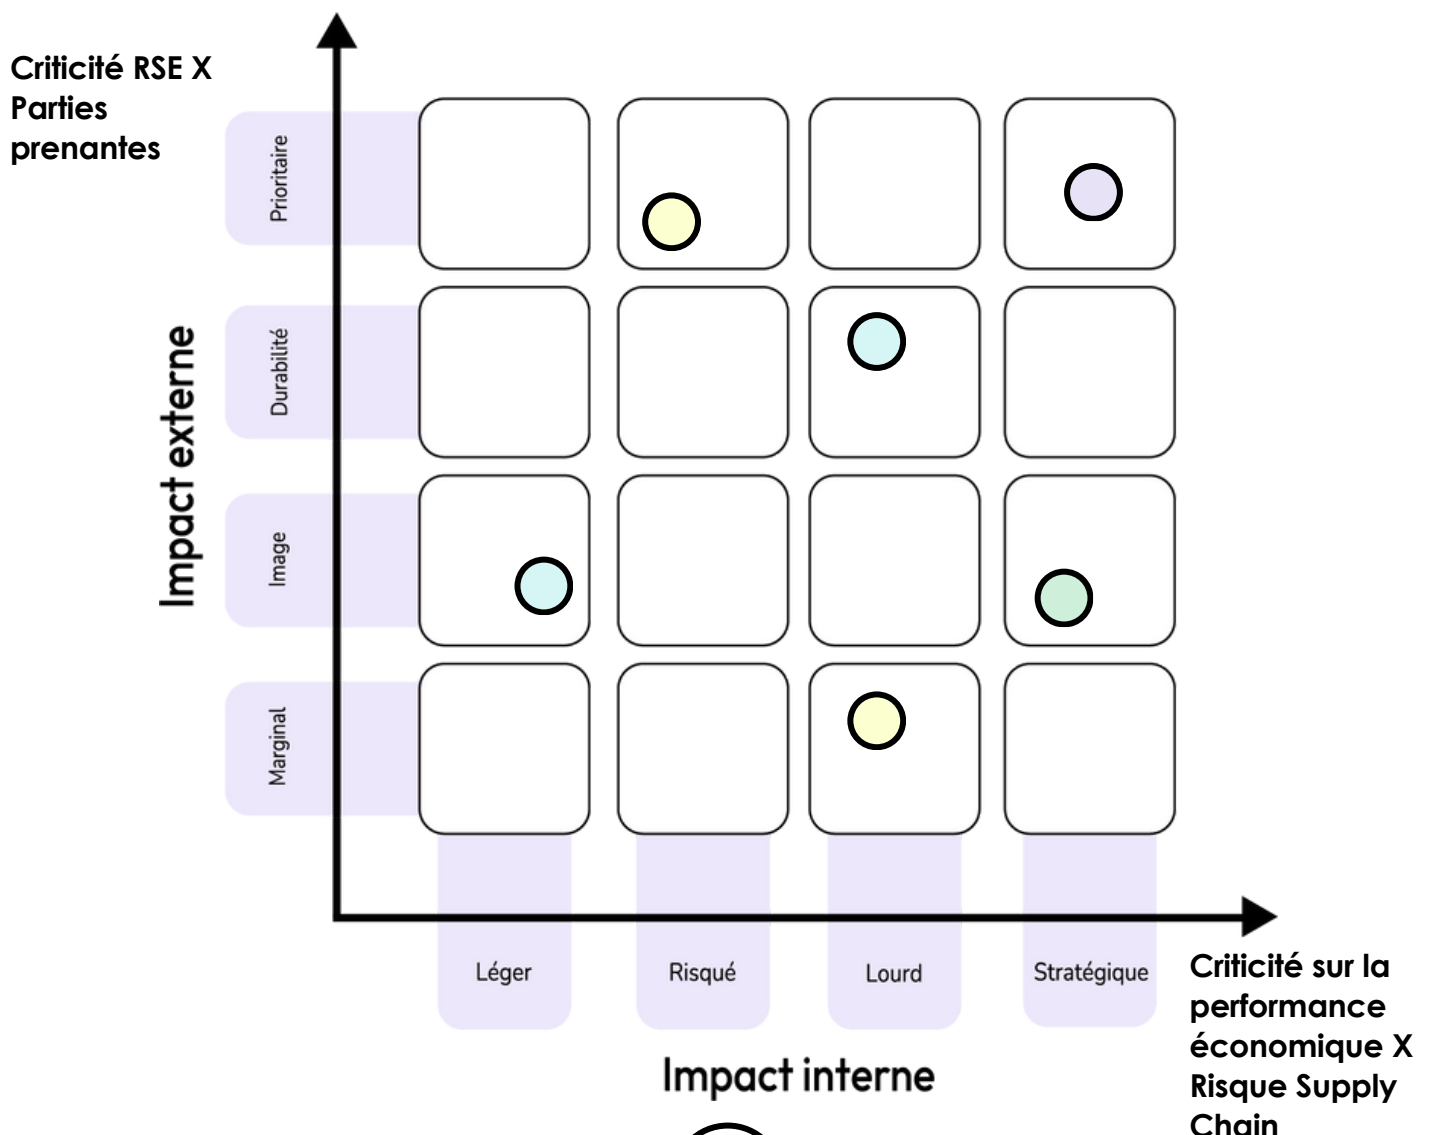 Criticité RSE X
Parties
prenantes
Prioritaire
Durabilité
Impact externe
Image
Marginal
Léger
Risqué
Lourd
Stratégique
Criticité sur la
performance
économique X
Risque Supply
Chain
Impact interne